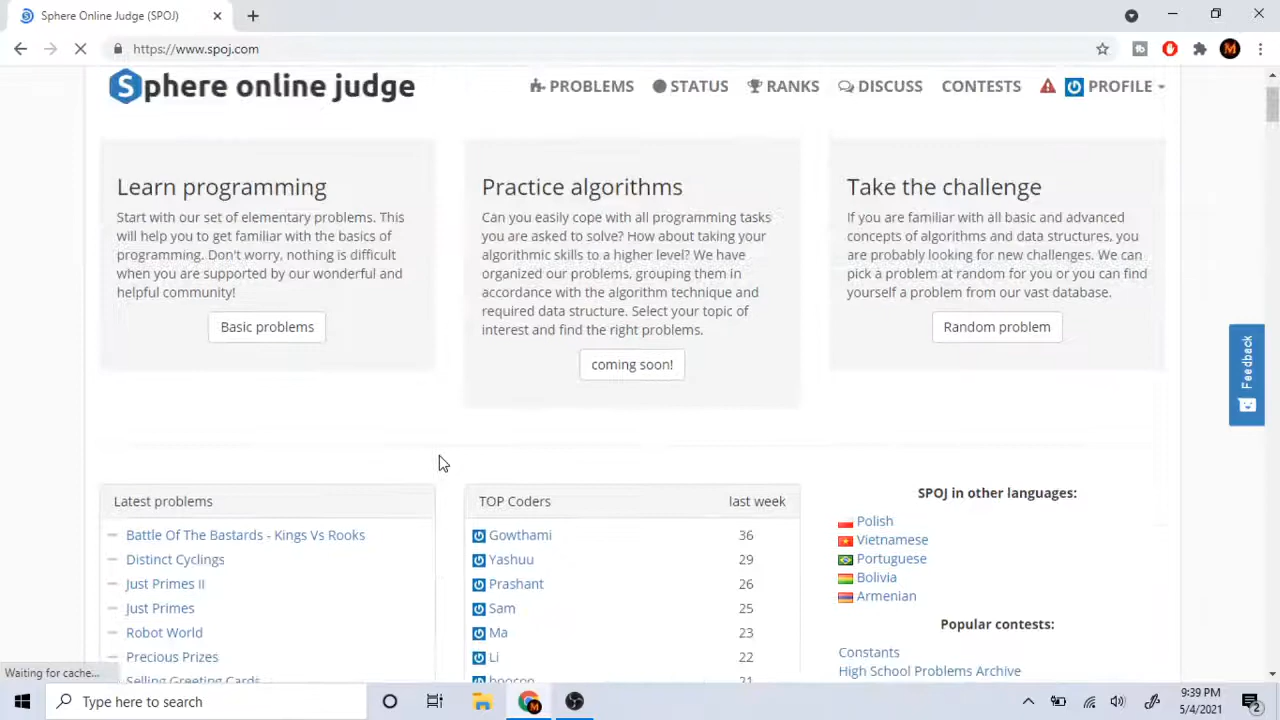 Sphere Online Judge (SPOJ)
https://www.spoj.com
Sphere online judge
PROBLEMS STATUS RANKS DISCUSS CONTESTS PROFILE
Learn programming
Start with our set of elementary problems. This
will help you to get familiar with the basics of
programming. Don't worry, nothing is difficult
when you are supported by our wonderful and
helpful community!
Basic problems
Practice algorithms
Can you easily cope with all programming tasks
you are asked to solve? How about taking your
algorithmic skills to a higher level? We have
organized our problems, grouping them in
accordance with the algorithm technique and
required data structure. Select your topic of
interest and find the right problems.
coming soon!
Take the challenge
If you are familiar with all basic and advanced
concepts of algorithms and data structures, you
are probably looking for new challenges. We can
pick a problem at random for you or you can find
yourself a problem from our vast database.
Random problem
Feedback
Latest problems
Battle Of The Bastards - Kings Vs Rooks
Distinct Cyclings
Just Primes II
Just Primes
Robot World
Precious Prizes
Selling Greeting Cards
TOP Coders last week
Gowthami 36
Yashuu 29
Prashant 26
Sam 25
Ma 23
Li 22
21
SPOJ in other languages:
Polish
Vietnamese
Portuguese
Bolivia
Armenian
Popular contests:
Constants
High School Problems Archive
Waiting for cache...
Type here to search
9:39 PM
5/4/2021
2